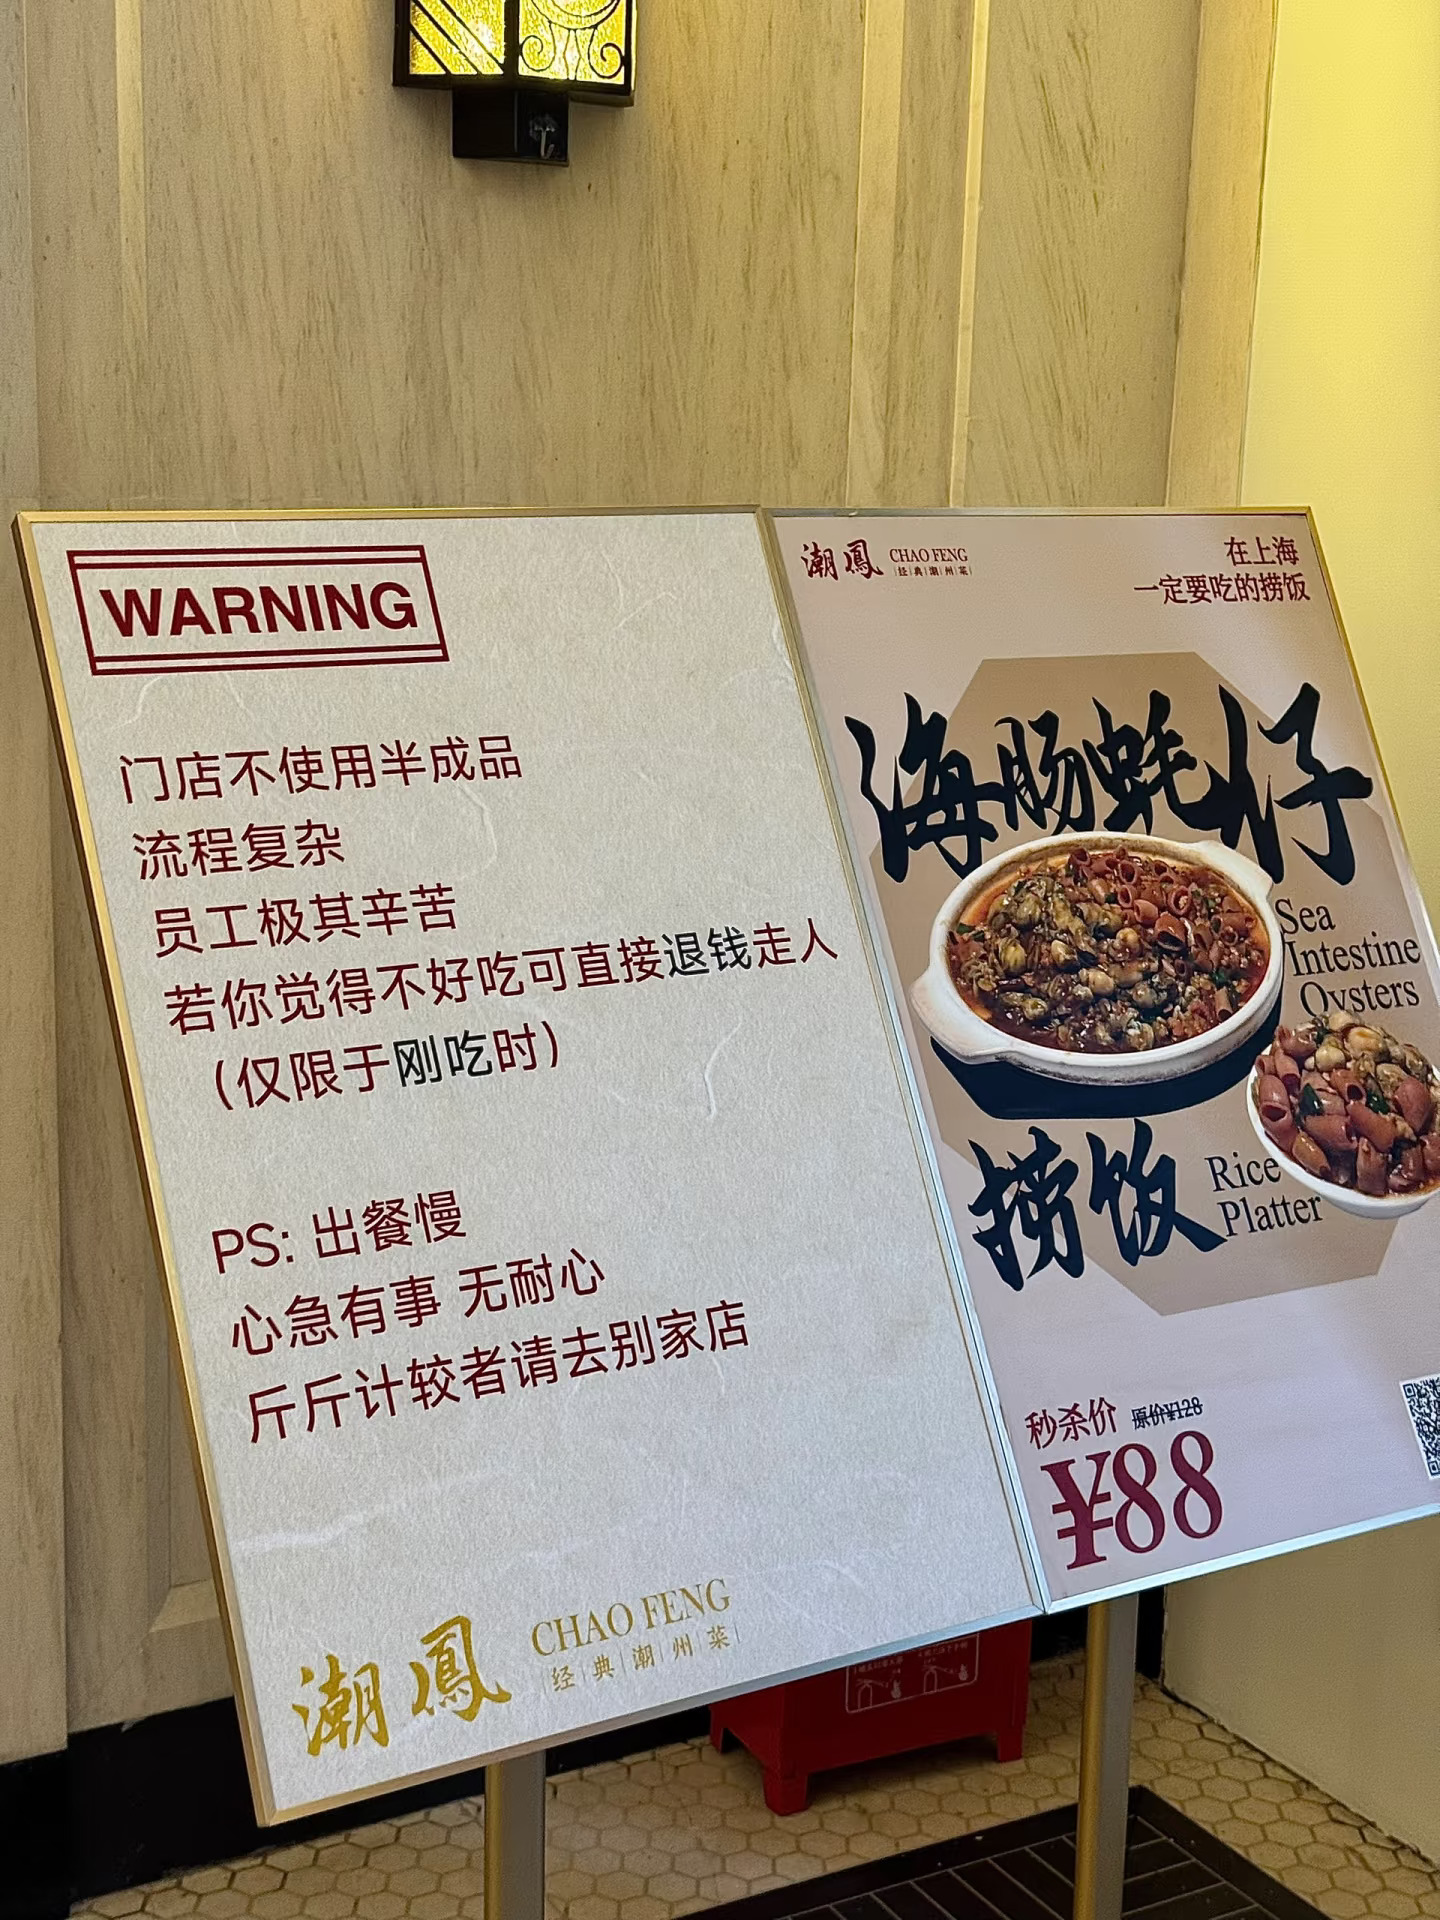 WARNING
门店不使用半成品
流程复杂
员工极其辛苦
若你觉得不好吃可直接退钱走人
（仅限于刚吃时）
PS: 出餐慢
心急有事 无耐心
斤斤计较者请去别家店
潮鳳
CHAO FENG
经|典|潮|州|菜
潮鳳
CHAO FENG
经|典|潮|州|菜
在上海
一定要吃的捞饭
海肠蚝仔
Sea
Intestine
Oysters
捞饭
Rice
Platter
秒杀价 原价¥128
¥88